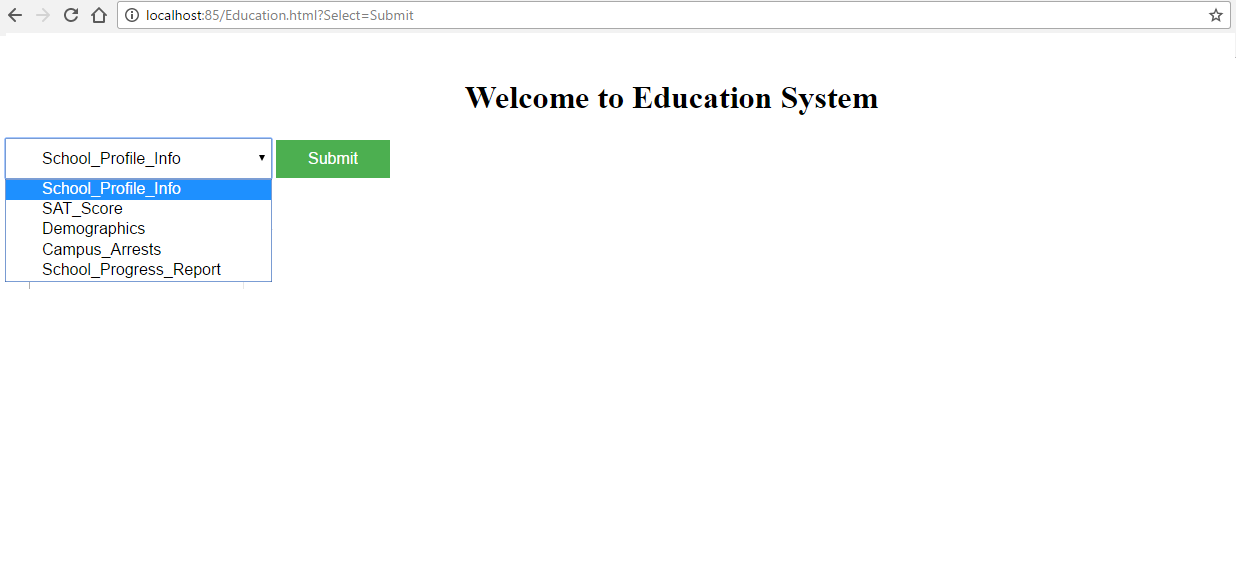 localhost:85/Education.html?Select=Submit
Welcome to Education System
School_Profile_Info Submit
School_Profile_Info
SAT_Score
Demographics
Campus_Arrests
School_Progress_Report